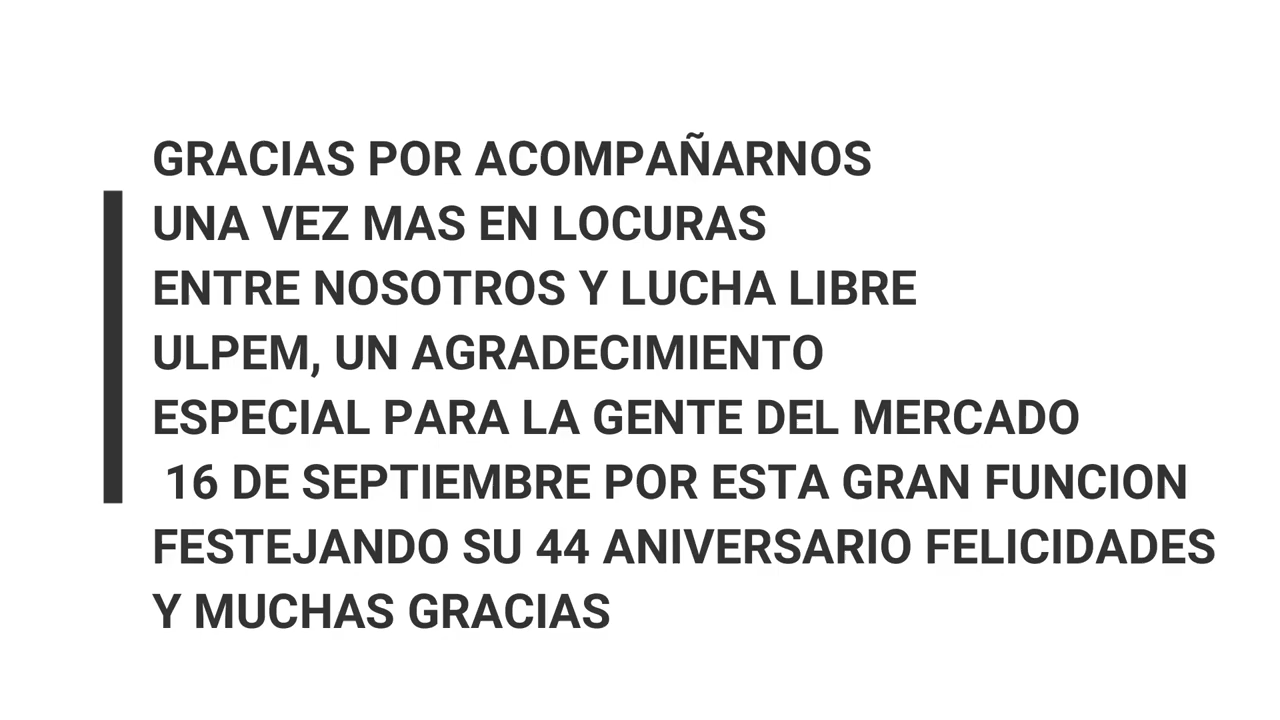 GRACIAS POR ACOMPAÑARNOS
UNA VEZ MAS EN LOCURAS
ENTRE NOSOTROS Y LUCHA LIBRE
ULPEM, UN AGRADECIMIENTO
ESPECIAL PARA LA GENTE DEL MERCADO
16 DE SEPTIEMBRE POR ESTA GRAN FUNCION
FESTEJANDO SU 44 ANIVERSARIO FELICIDADES
Y MUCHAS GRACIAS